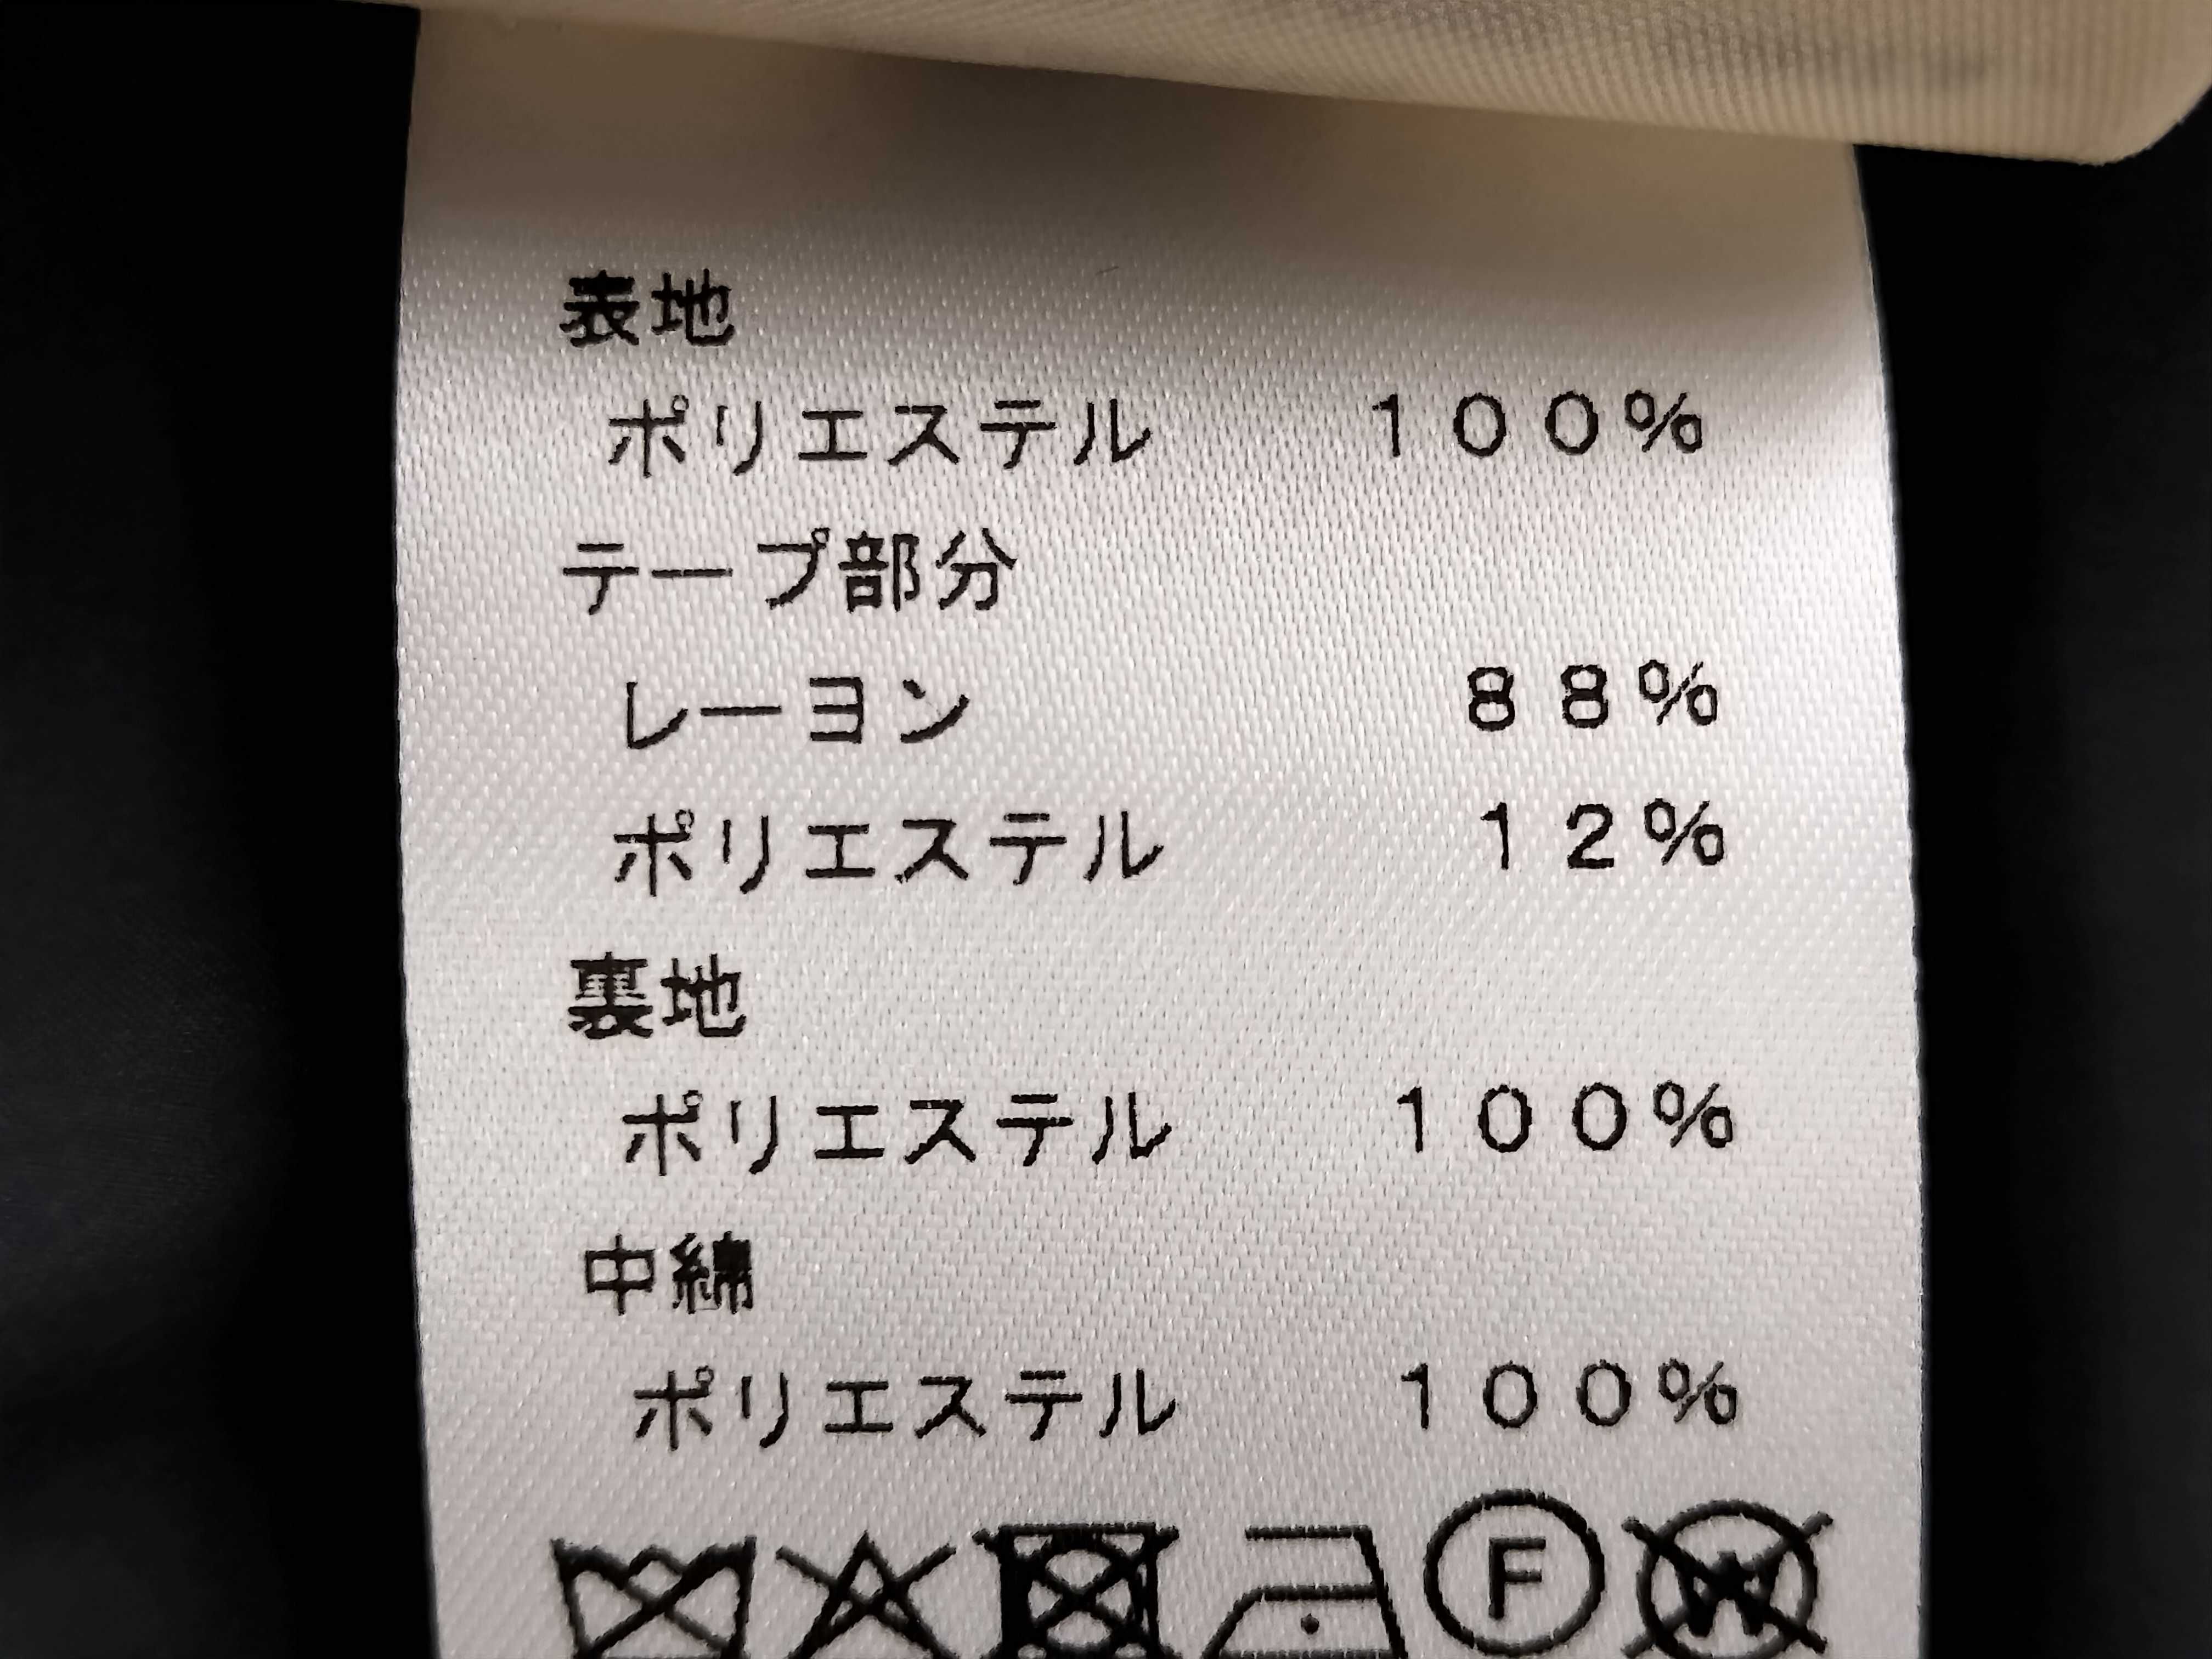 表地
ポリエステル 100%
テープ部分
レーヨン 88%
ポリエステル 12%
裏地
ポリエステル 100%
中綿
ポリエステル 100%
F W